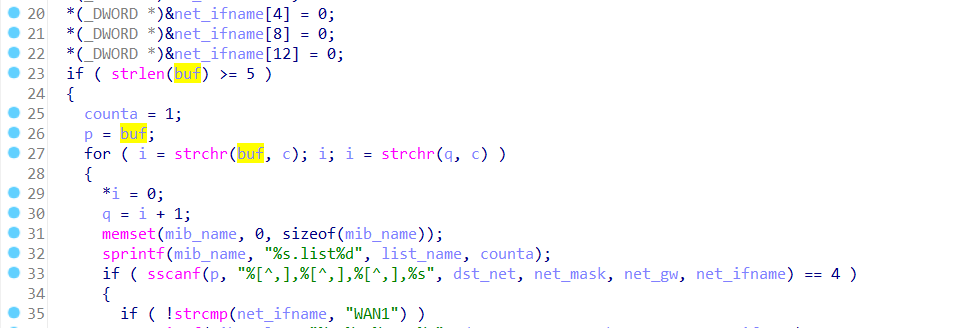 20 *(_DWORD *)&net_ifname[4] = 0;
21 *(_DWORD *)&net_ifname[8] = 0;
22 *(_DWORD *)&net_ifname[12] = 0;
23 if ( strlen(buf) >= 5 )
24 {
25 counta = 1;
26 p = buf;
27 for ( i = strchr(buf, c); i; i = strchr(q, c) )
28 {
29 *i = 0;
30 q = i + 1;
31 memset(mib_name, 0, sizeof(mib_name));
32 sprintf(mib_name, "%s.list%d", list_name, counta);
33 if ( sscanf(p, "%[^,],%[^,],%[^,],%s", dst_net, net_mask, net_gw, net_ifname) == 4 )
34 {
35 if ( !strcmp(net_ifname, "WAN1") )